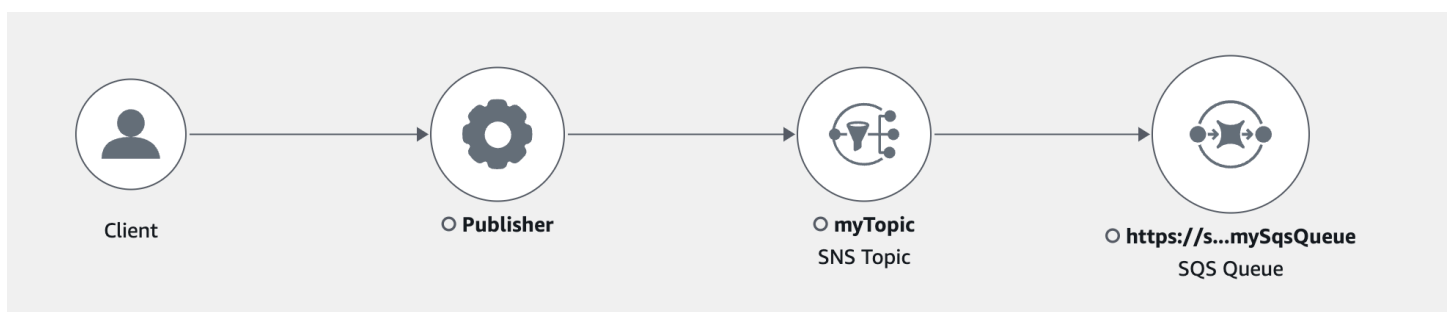 Client
Publisher
myTopic
SNS Topic
https://s...mySqsQueue
SQS Queue